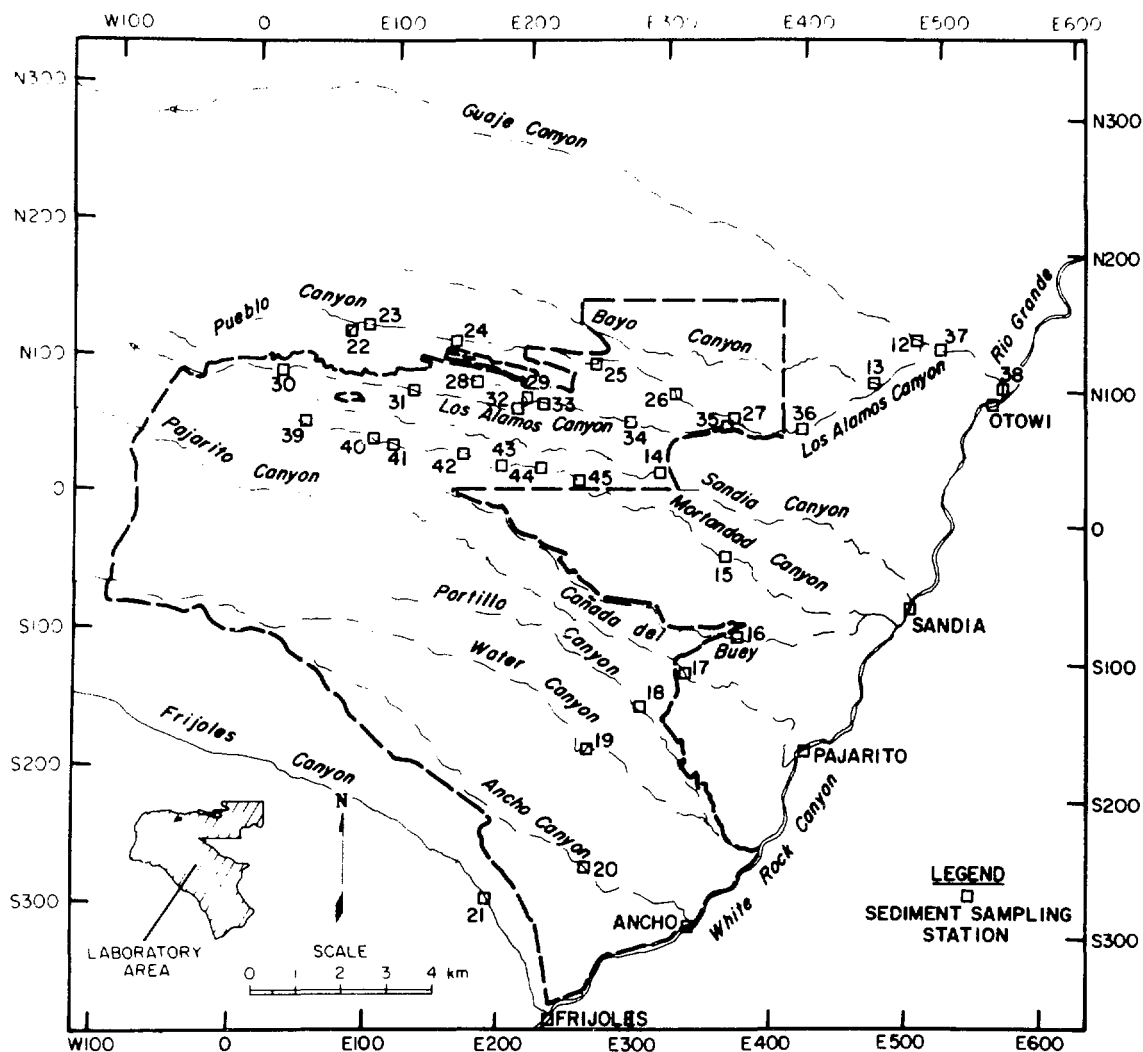 W100 0 E100 E200 E300 E400 E500 E600
N300
N300
Guaje Canyon
N200
N200
Rio Grande
Pueblo Canyon
23
22
24
Bayo Canyon
12
37
N100
N100
30
28
25
13
38
31
29
32
33
26
27
35
36
Los Alamos Canyon
Los Alamos Canyon
OTOWI
39
34
40
41
42
43
44
45
14
Pajarito Canyon
0
0
Sandia Canyon
Mortandad Canyon
15
Cañada del Buey
Portillo Canyon
SANDIA
S100
S100
16
17
Water Canyon
18
19
Frijoles Canyon
PAJARITO
S200
S200
Ancho Canyon
N
20
White Rock Canyon
LEGEND
SEDIMENT SAMPLING
STATION
S300
S300
21
ANCHO
LABORATORY
AREA
SCALE
0 1 2 3 4 km
FRIJOLES
W100 0 E100 E200 E300 E400 E500 E600